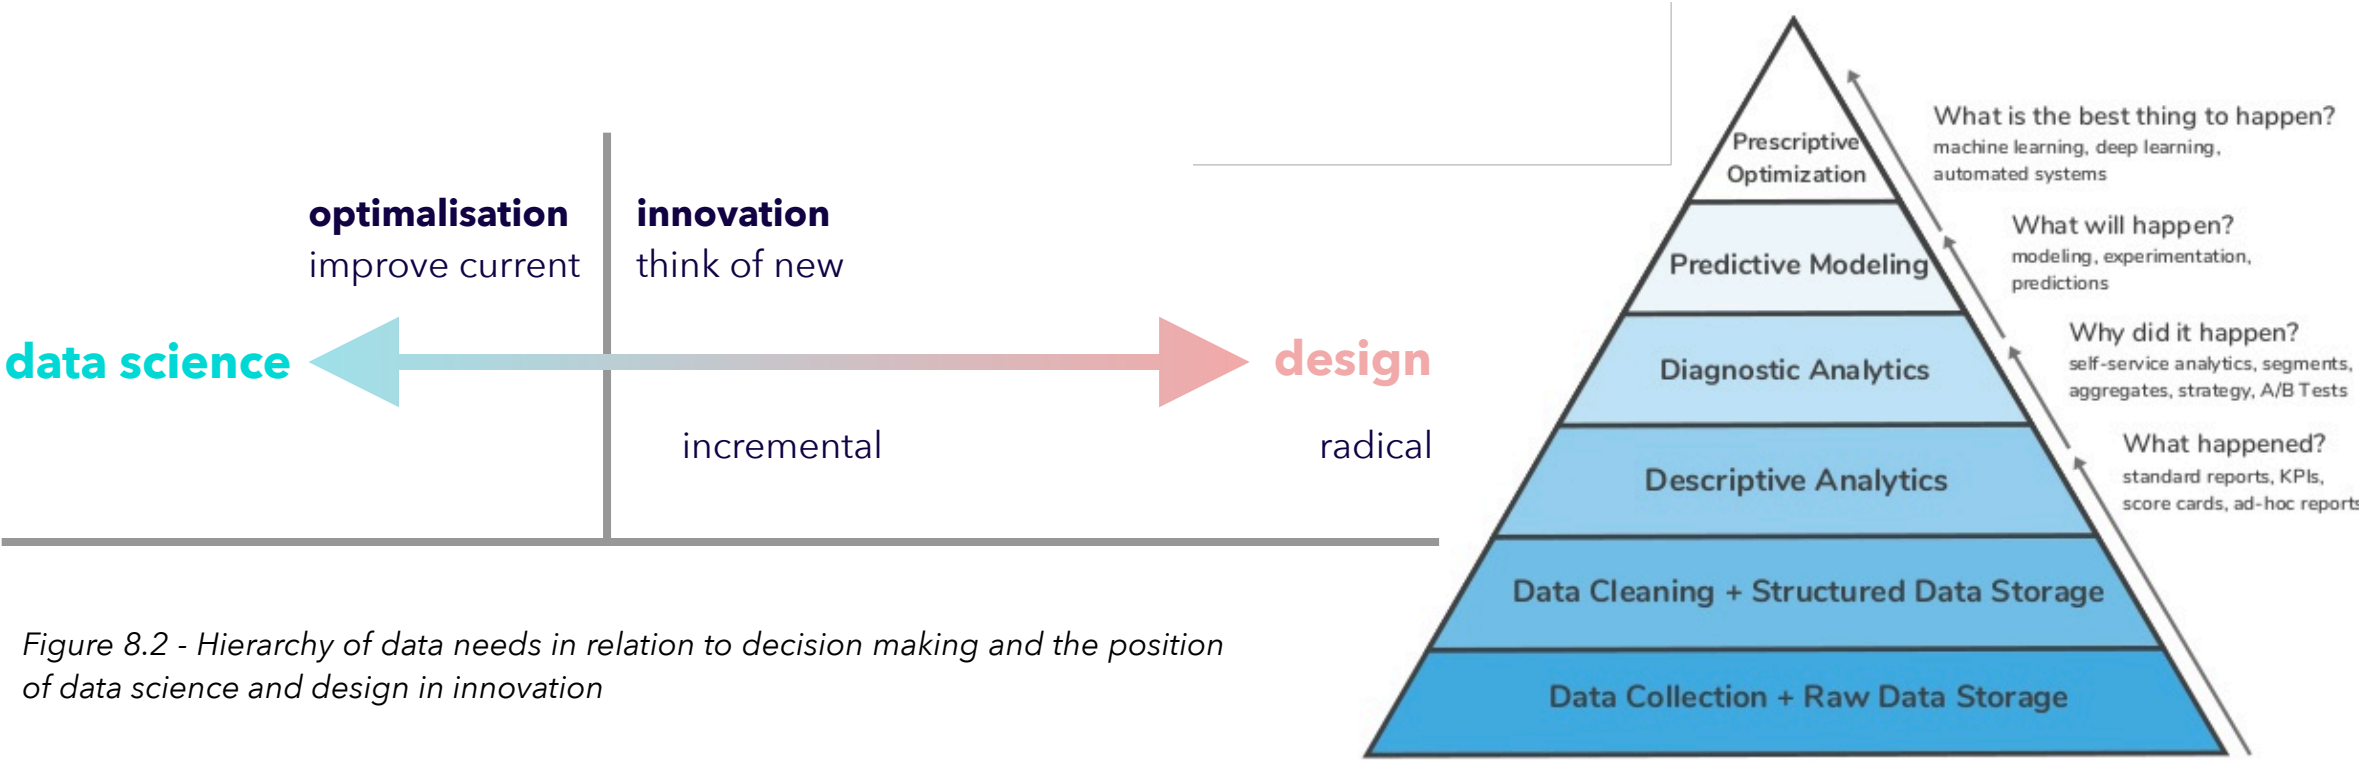 optimalisation
improve current
innovation
think of new
data science
design
incremental
radical
Figure 8.2 - Hierarchy of data needs in relation to decision making and the position
of data science and design in innovation
Prescriptive
Optimization
Predictive Modeling
Diagnostic Analytics
Descriptive Analytics
Data Cleaning + Structured Data Storage
Data Collection + Raw Data Storage
What is the best thing to happen?
machine learning, deep learning,
automated systems
What will happen?
modeling, experimentation,
predictions
Why did it happen?
self-service analytics, segments,
aggregates, strategy, A/B Tests
What happened?
standard reports, KPIs,
score cards, ad-hoc reports